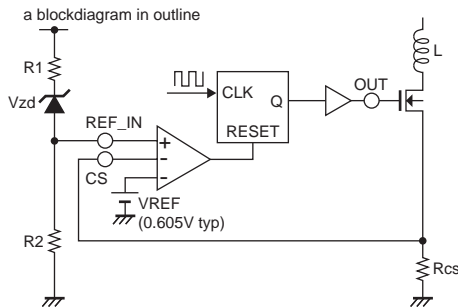 a blockdiagram in outline
R1
Vzd
REF_IN
CS
R2
+
-
-
VREF
(0.605V typ)
CLK
Q
RESET
OUT
L
Rcs